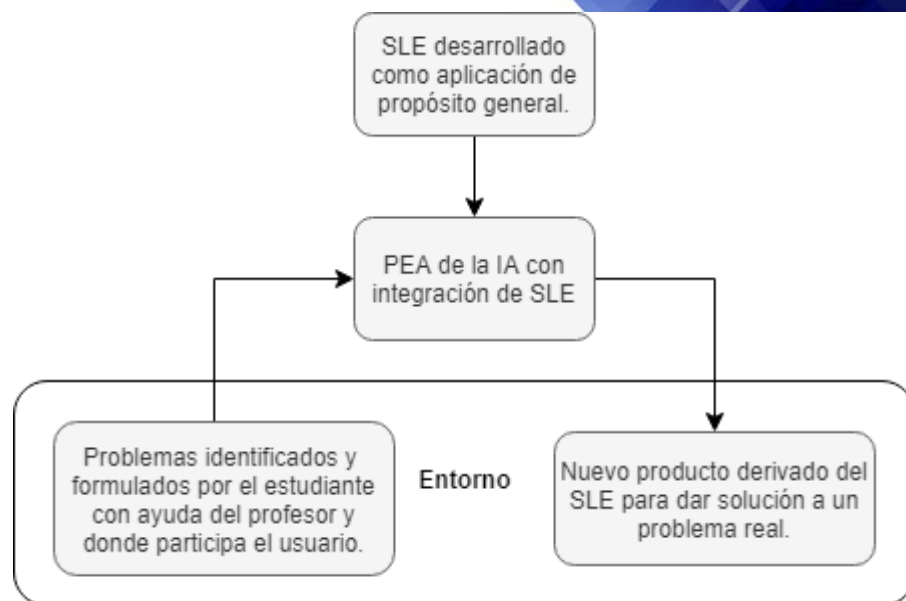 SLE desarrollado
como aplicación de
propósito general.
PEA de la IA con
integración de SLE
Problemas identificados y
formulados por el estudiante
con ayuda del profesor y
donde participa el usuario.
Entorno
Nuevo producto derivado del
SLE para dar solución a un
problema real.